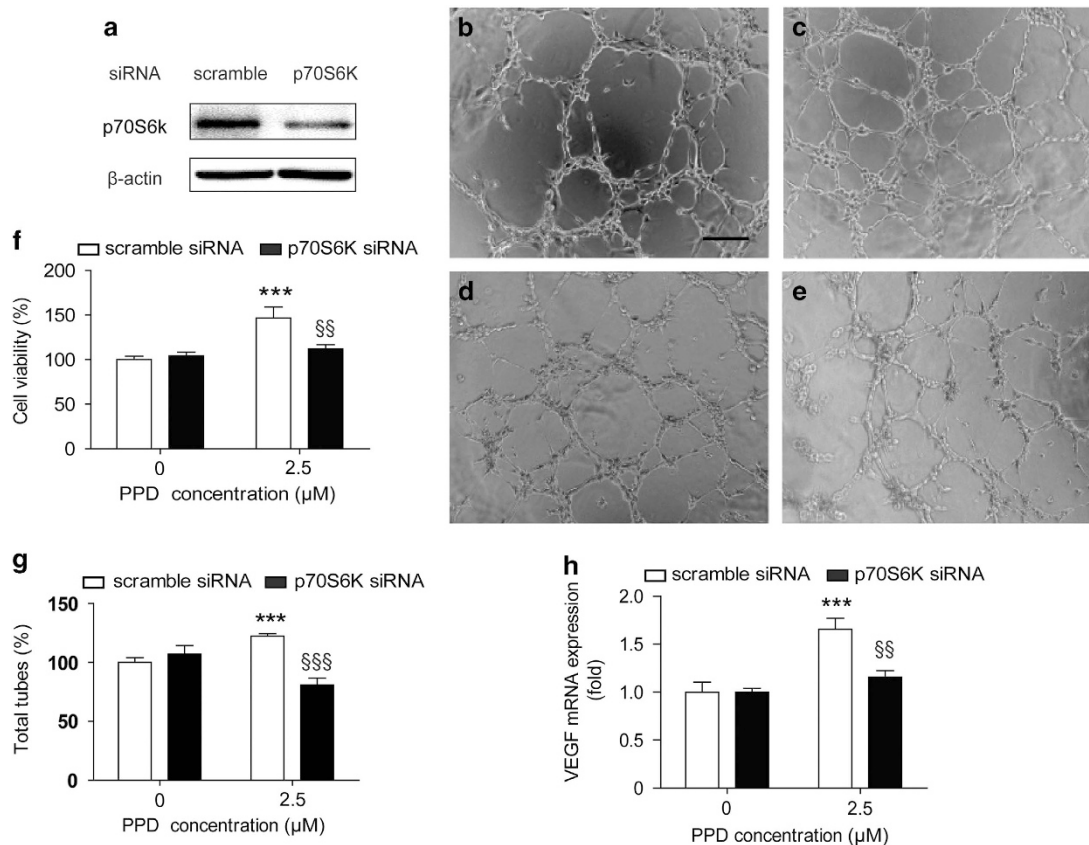 a
siRNA scramble p70S6K
p70S6k
β-actin
b
c
d
e
f
scramble siRNA p70S6K siRNA
Cell viability (%)
200
150
100
50
0
***
§§
0 2.5
PPD concentration (µM)
g
scramble siRNA p70S6K siRNA
Total tubes (%)
150
100
50
0
***
§§§
0 2.5
PPD concentration (µM)
h
scramble siRNA p70S6K siRNA
VEGF mRNA expression
(fold)
2.0
1.5
1.0
0.5
0
***
§§
0 2.5
PPD concentration (µM)